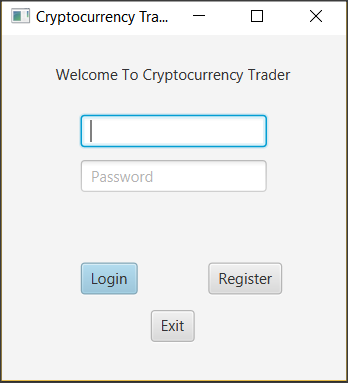 Cryptocurrency Tra...
Welcome To Cryptocurrency Trader
Password
Login
Register
Exit